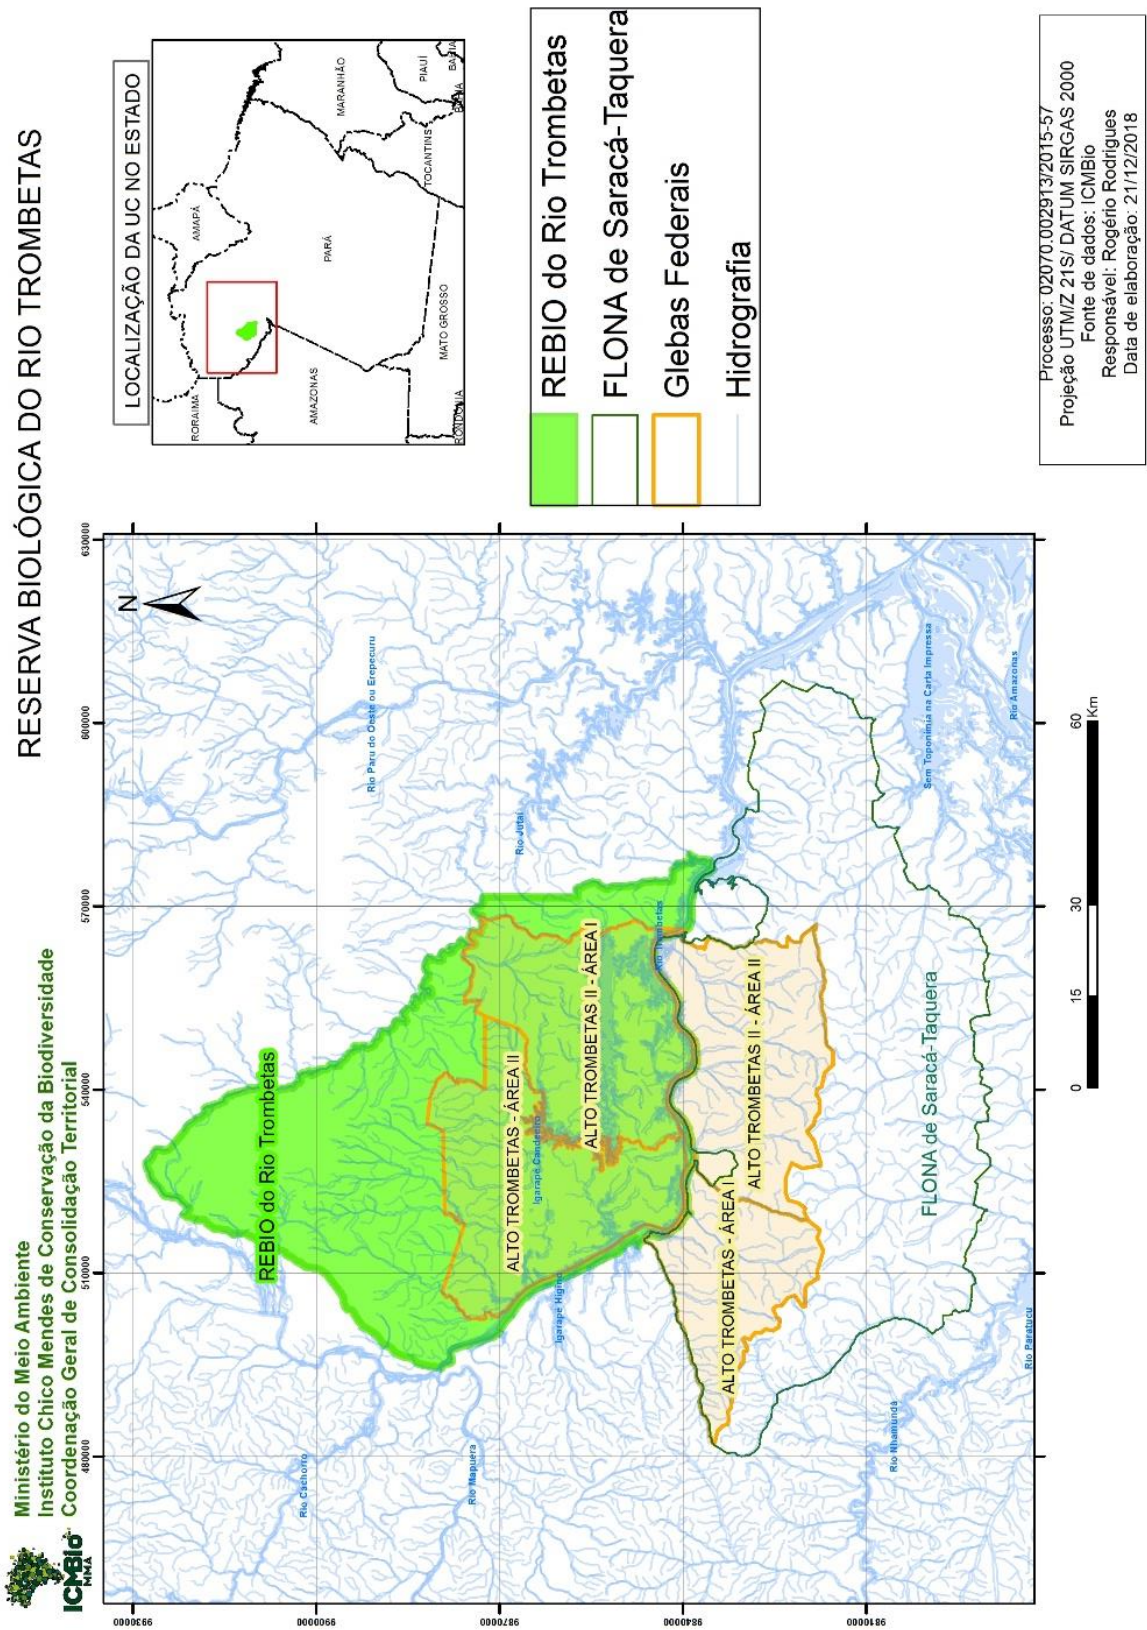 ICMBio
MMA
Ministério do Meio Ambiente
Instituto Chico Mendes de Conservação da Biodiversidade
Coordenação Geral de Consolidação Territorial
RESERVA BIOLÓGICA DO RIO TROMBETAS
480000
510000
540000
570000
600000
630000
9930000
9900000
9870000
9840000
9810000
N
REBIO do Rio Trombetas
Rio Cachorro
Rio Mapuera
Rio Paru do Oeste ou Erepecuru
Rio Jutaí
ALTO TROMBETAS - ÁREA II
Igarapé Candeeiro
Igarapé Higino
ALTO TROMBETAS II - ÁREA I
Rio Trombetas
ALTO TROMBETAS - ÁREA I
ALTO TROMBETAS II - ÁREA II
FLONA de Saracá-Taquera
Rio Nhamundá
Rio Paratucu
Sem Toponímia na Carta Impressa
Rio Amazonas
0
15
30
60
Km
LOCALIZAÇÃO DA UC NO ESTADO
RORAIMA
AMAPÁ
AMAZONAS
PARÁ
MARANHÃO
PIAUÍ
TOCANTINS
BAHIA
BAHIA
MATO GROSSO
RONDÔNIA
REBIO do Rio Trombetas
FLONA de Saracá-Taquera
Glebas Federais
Hidrografia
Processo: 02070.002913/2015-57
Projeção UTM/Z 21S/ DATUM SIRGAS 2000
Fonte de dados: ICMBio
Responsável: Rogério Rodrigues
Data de elaboração: 21/12/2018